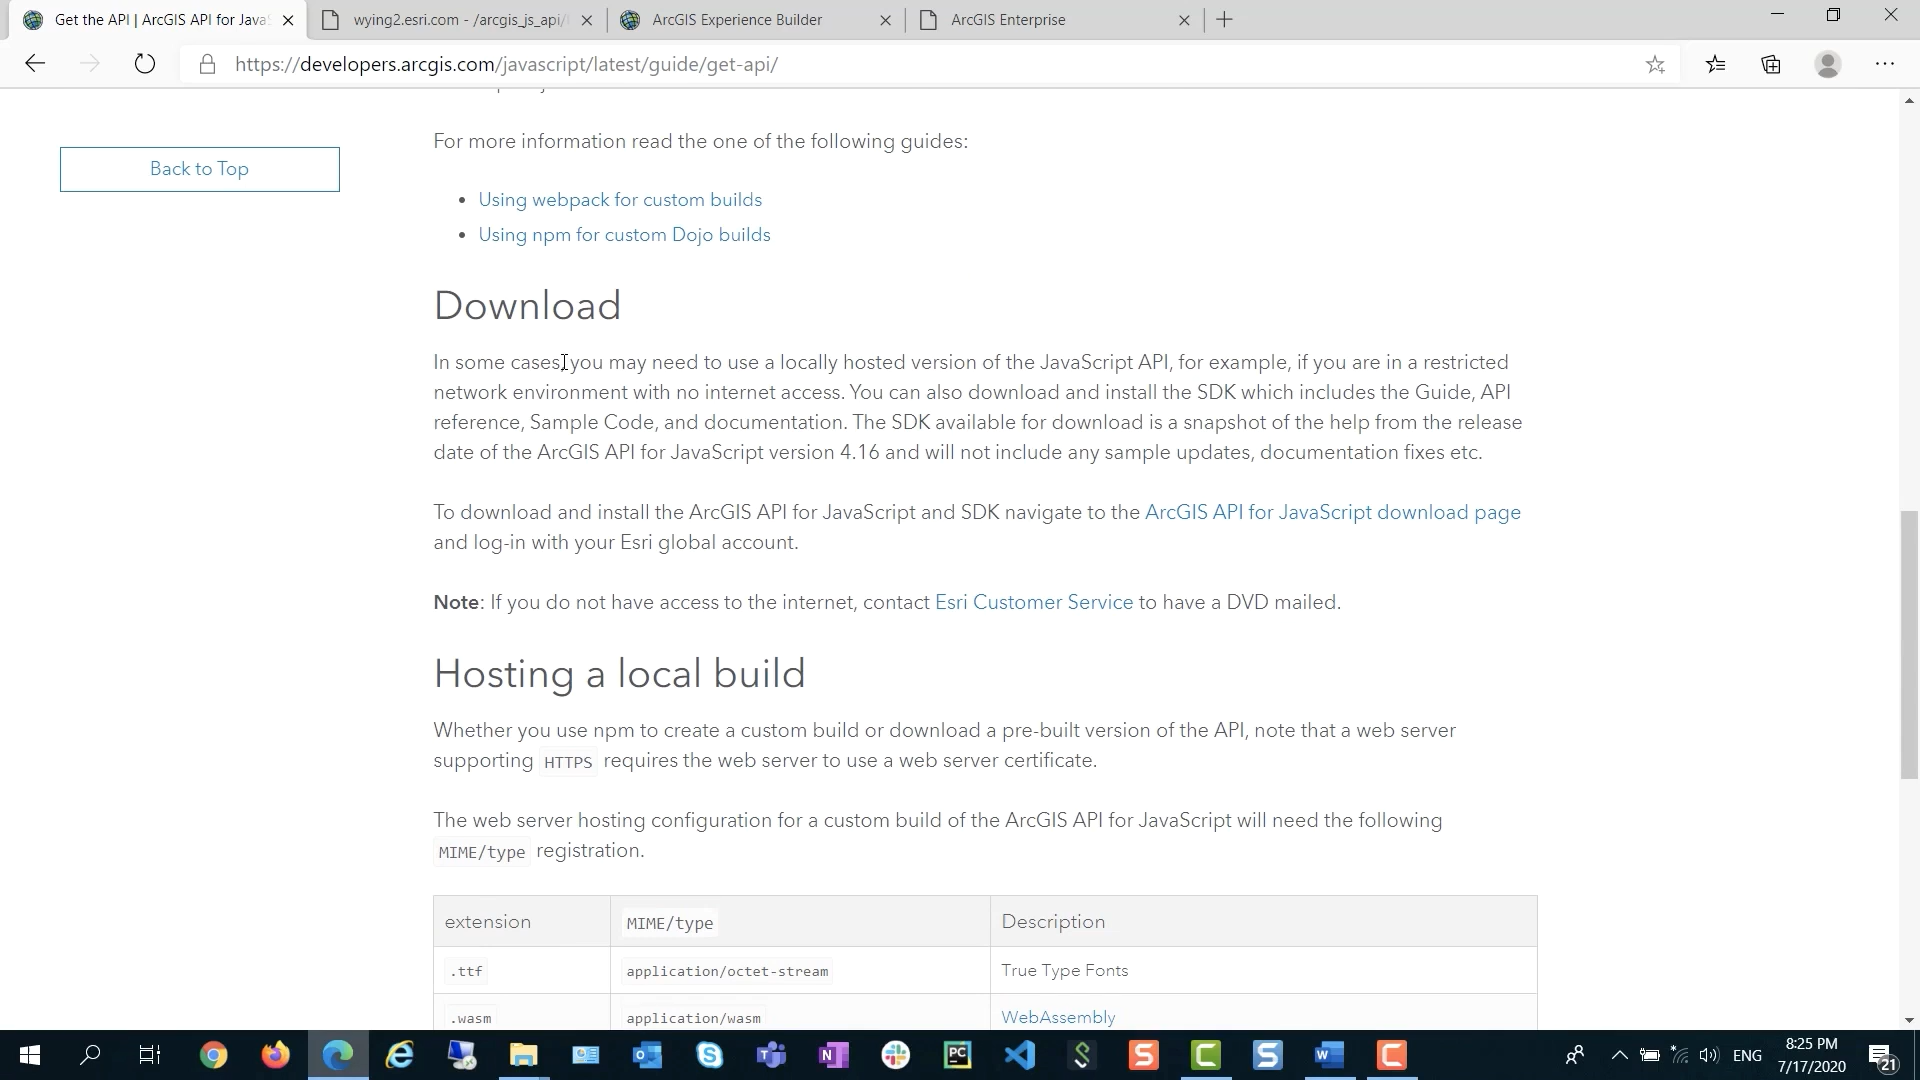 Get the API | ArcGIS API for Java
wying2.esri.com - /arcgis_js_api/
ArcGIS Experience Builder
ArcGIS Enterprise
https://developers.arcgis.com/javascript/latest/guide/get-api/
For more information read the one of the following guides:
Back to Top
• Using webpack for custom builds
• Using npm for custom Dojo builds
Download
In some cases, you may need to use a locally hosted version of the JavaScript API, for example, if you are in a restricted
network environment with no internet access. You can also download and install the SDK which includes the Guide, API
reference, Sample Code, and documentation. The SDK available for download is a snapshot of the help from the release
date of the ArcGIS API for JavaScript version 4.16 and will not include any sample updates, documentation fixes etc.
To download and install the ArcGIS API for JavaScript and SDK navigate to the ArcGIS API for JavaScript download page
and log-in with your Esri global account.
Note: If you do not have access to the internet, contact Esri Customer Service to have a DVD mailed.
Hosting a local build
Whether you use npm to create a custom build or download a pre-built version of the API, note that a web server
supporting HTTPS requires the web server to use a web server certificate.
The web server hosting configuration for a custom build of the ArcGIS API for JavaScript will need the following
MIME/type registration.
extension MIME/type Description
.ttf application/octet-stream True Type Fonts
.wasm application/wasm WebAssembly
ENG
8:25 PM
7/17/2020
21